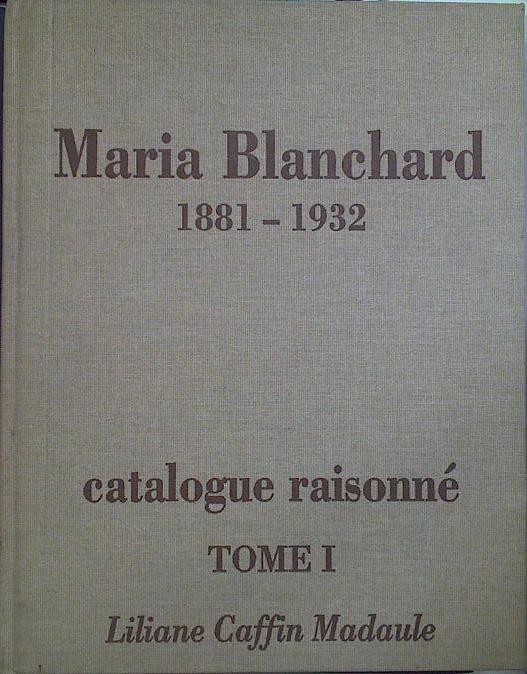 Maria Blanchard
1881 – 1932
catalogue raisonné
TOME I
Liliane Caffin Madaule